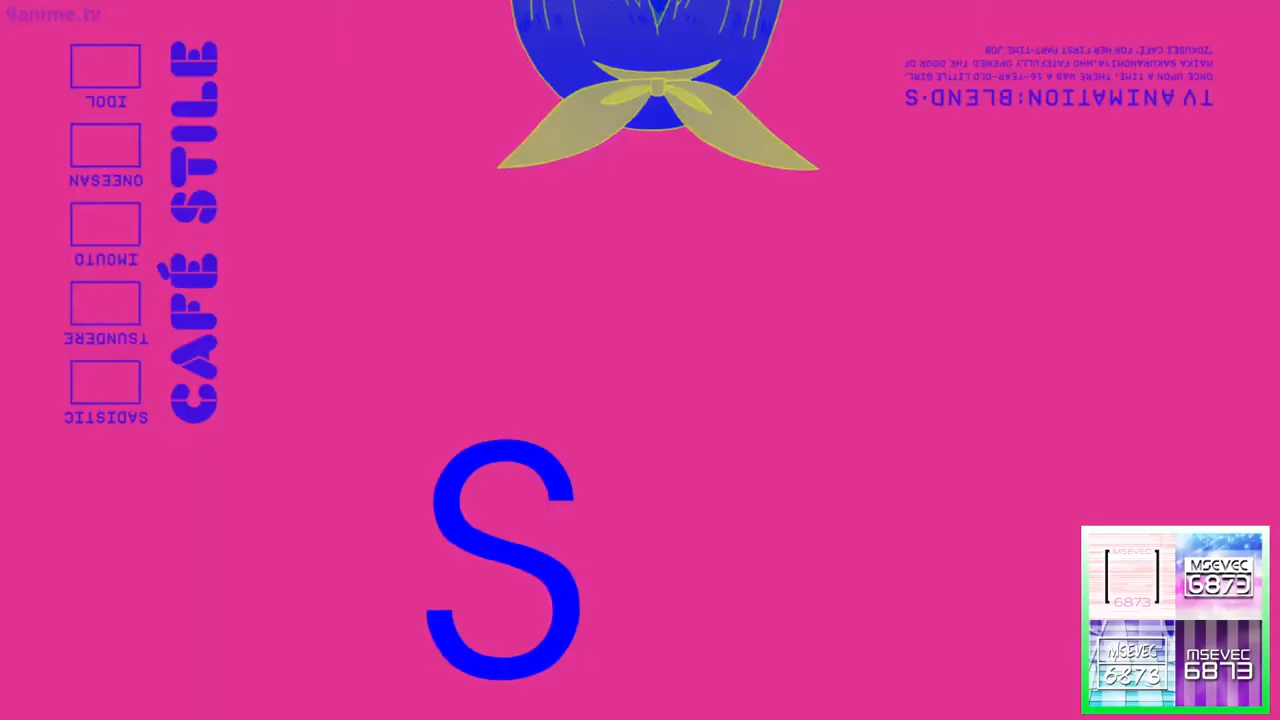 9anime.tv
IDOL
ONEESAN
IMOUTO
TSUNDERE
SADISTIC
CAFÉ STILE
"ZOKUSEI CAFÉ" FOR HER FIRST PART-TIME JOB
MAIKA SAKURANOMIYA,WHO FATEFULLY OPENED THE DOOR OF
ONCE UPON A TIME, THERE WAS A 16-YEAR-OLD LITTLE GIRL,
TV ANIMATION:BLEND·S
S
MSEVEC
6873
MSEVEC
6873
MSEVEC
6873
MSEVEC
6873